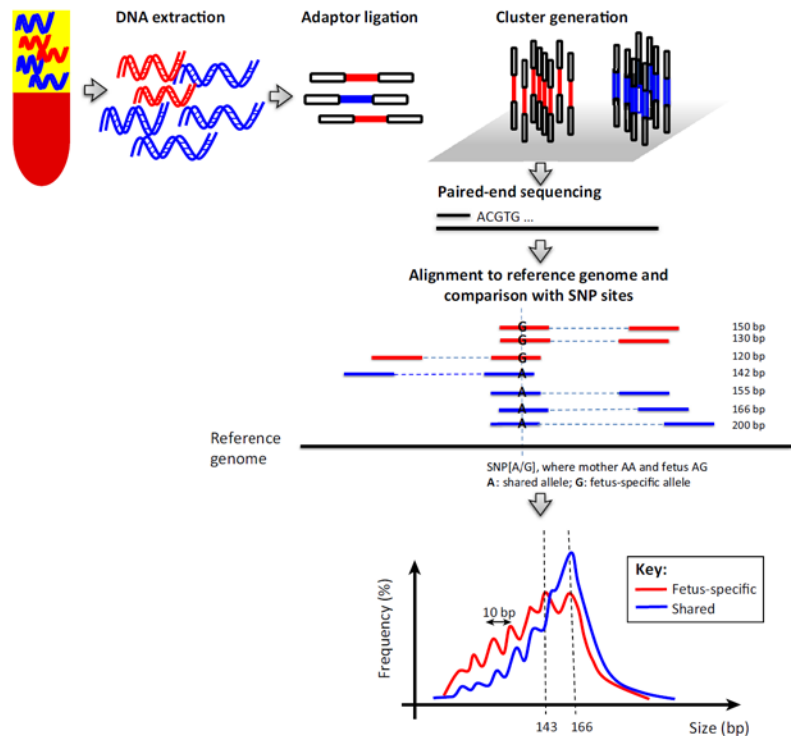 DNA extraction
Adaptor ligation
Cluster generation
Paired-end sequencing
ACGTG ...
Alignment to reference genome and
comparison with SNP sites
G
150 bp
G
130 bp
G
120 bp
A
142 bp
A
155 bp
A
166 bp
A
200 bp
Reference
genome
SNP[A/G], where mother AA and fetus AG
A: shared allele; G: fetus-specific allele
Frequency (%)
10 bp
Key:
Fetus-specific
Shared
143 166 Size (bp)